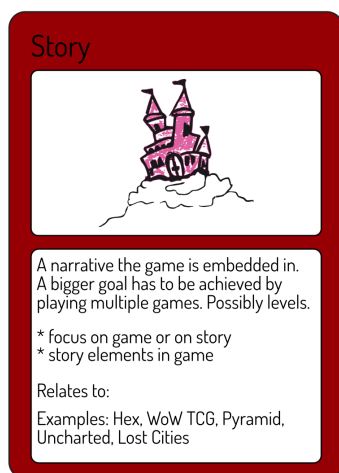 Story
A narrative the game is embedded in.
A bigger goal has to be achieved by
playing multiple games. Possibly levels.
* focus on game or on story
* story elements in game
Relates to:
Examples: Hex, WoW TCG, Pyramid,
Uncharted, Lost Cities